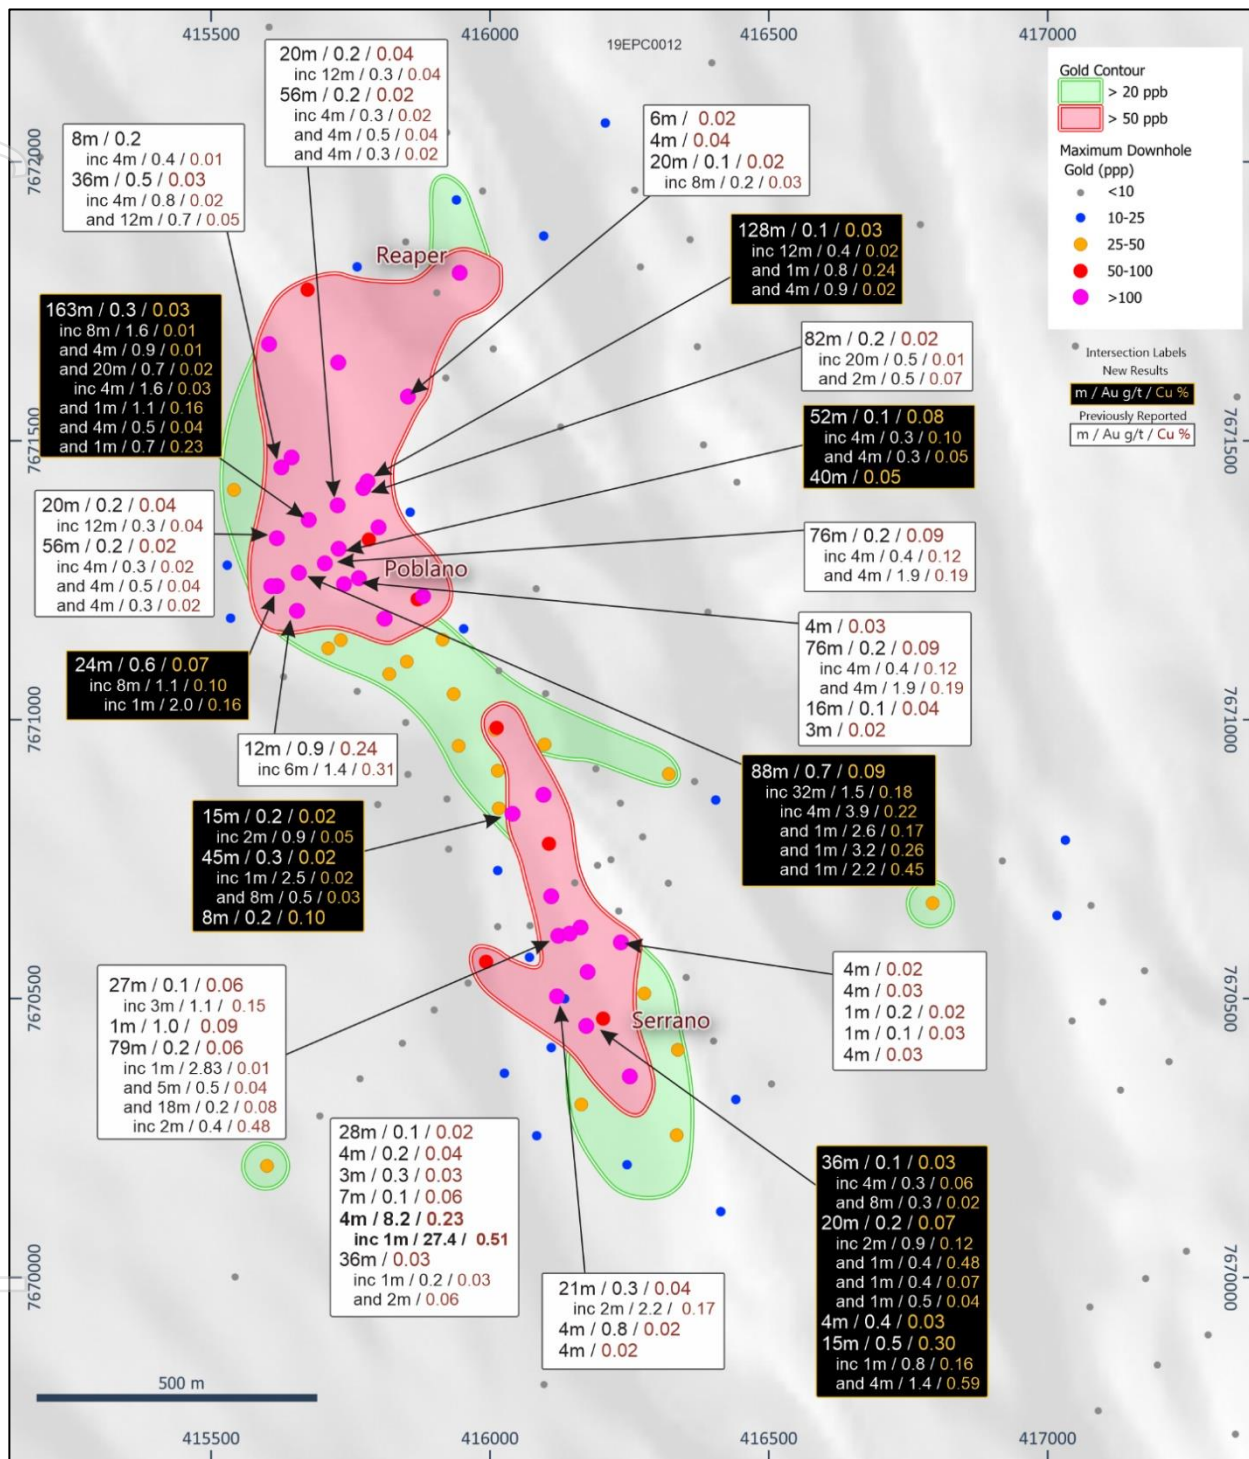 415500
416000
416500
417000
19EPC0012
7672000
7671500
7671000
7670500
7670000
7671500
7671000
7670500
7670000
Gold Contour
> 20 ppb
> 50 ppb
Maximum Downhole
Gold (ppp)
<10
10-25
25-50
50-100
>100
Intersection Labels
New Results
m / Au g/t / Cu %
Previously Reported
m / Au g/t / Cu %
20m / 0.2 / 0.04
inc 12m / 0.3 / 0.04
56m / 0.2 / 0.02
inc 4m / 0.3 / 0.02
and 4m / 0.5 / 0.04
and 4m / 0.3 / 0.02
8m / 0.2
inc 4m / 0.4 / 0.01
36m / 0.5 / 0.03
inc 4m / 0.8 / 0.02
and 12m / 0.7 / 0.05
6m / 0.02
4m / 0.04
20m / 0.1 / 0.02
inc 8m / 0.2 / 0.03
128m / 0.1 / 0.03
inc 12m / 0.4 / 0.02
and 1m / 0.8 / 0.24
and 4m / 0.9 / 0.02
Reaper
163m / 0.3 / 0.03
inc 8m / 1.6 / 0.01
and 4m / 0.9 / 0.01
and 20m / 0.7 / 0.02
inc 4m / 1.6 / 0.03
and 1m / 1.1 / 0.16
and 4m / 0.5 / 0.04
and 1m / 0.7 / 0.23
82m / 0.2 / 0.02
inc 20m / 0.5 / 0.01
and 2m / 0.5 / 0.07
52m / 0.1 / 0.08
inc 4m / 0.3 / 0.10
and 4m / 0.3 / 0.05
40m / 0.05
20m / 0.2 / 0.04
inc 12m / 0.3 / 0.04
56m / 0.2 / 0.02
inc 4m / 0.3 / 0.02
and 4m / 0.5 / 0.04
and 4m / 0.3 / 0.02
76m / 0.2 / 0.09
inc 4m / 0.4 / 0.12
and 4m / 1.9 / 0.19
Poblano
4m / 0.03
76m / 0.2 / 0.09
inc 4m / 0.4 / 0.12
and 4m / 1.9 / 0.19
16m / 0.1 / 0.04
3m / 0.02
24m / 0.6 / 0.07
inc 8m / 1.1 / 0.10
inc 1m / 2.0 / 0.16
12m / 0.9 / 0.24
inc 6m / 1.4 / 0.31
88m / 0.7 / 0.09
inc 32m / 1.5 / 0.18
inc 4m / 3.9 / 0.22
and 1m / 2.6 / 0.17
and 1m / 3.2 / 0.26
and 1m / 2.2 / 0.45
15m / 0.2 / 0.02
inc 2m / 0.9 / 0.05
45m / 0.3 / 0.02
inc 1m / 2.5 / 0.02
and 8m / 0.5 / 0.03
8m / 0.2 / 0.10
4m / 0.02
4m / 0.03
1m / 0.2 / 0.02
1m / 0.1 / 0.03
4m / 0.03
27m / 0.1 / 0.06
inc 3m / 1.1 / 0.15
1m / 1.0 / 0.09
79m / 0.2 / 0.06
inc 1m / 2.83 / 0.01
and 5m / 0.5 / 0.04
and 18m / 0.2 / 0.08
inc 2m / 0.4 / 0.48
Serrano
28m / 0.1 / 0.02
4m / 0.2 / 0.04
3m / 0.3 / 0.03
7m / 0.1 / 0.06
4m / 8.2 / 0.23
inc 1m / 27.4 / 0.51
36m / 0.03
inc 1m / 0.2 / 0.03
and 2m / 0.06
21m / 0.3 / 0.04
inc 2m / 2.2 / 0.17
4m / 0.8 / 0.02
4m / 0.02
36m / 0.1 / 0.03
inc 4m / 0.3 / 0.06
and 8m / 0.3 / 0.02
20m / 0.2 / 0.07
inc 2m / 0.9 / 0.12
and 1m / 0.4 / 0.48
and 1m / 0.4 / 0.07
and 1m / 0.5 / 0.04
4m / 0.4 / 0.03
15m / 0.5 / 0.30
inc 1m / 0.8 / 0.16
and 4m / 1.4 / 0.59
500 m
415500
416000
416500
417000